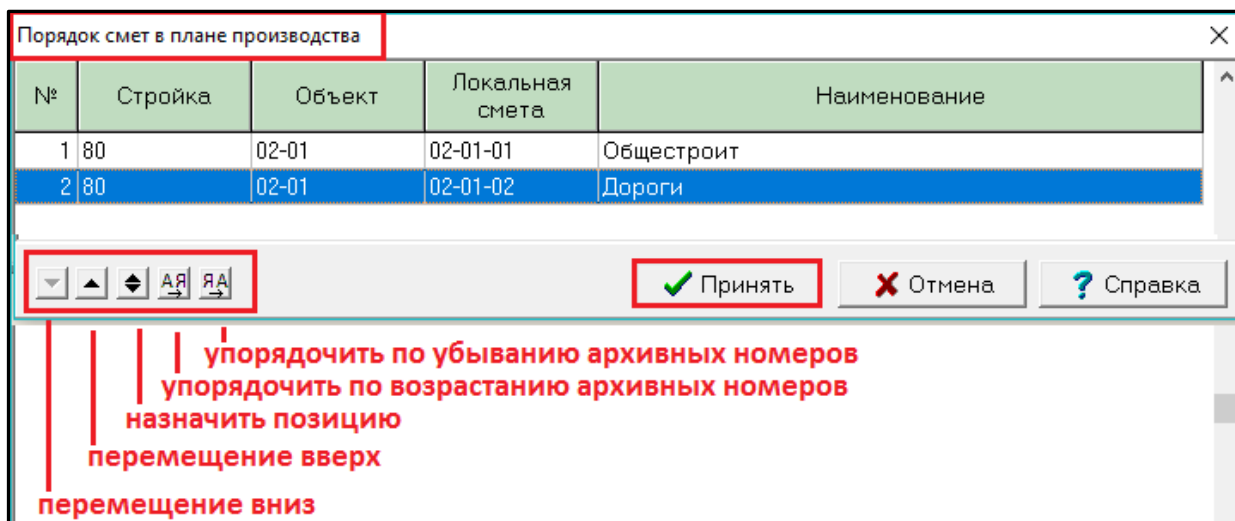 Порядок смет в плане производства
№ Стройка Объект Локальная смета Наименование
1 80 02-01 02-01-01 Общестроит
2 80 02-01 02-01-02 Дороги
АЯ ЯА Принять Отмена ? Справка
упорядочить по убыванию архивных номеров
упорядочить по возрастанию архивных номеров
назначить позицию
перемещение вверх
перемещение вниз